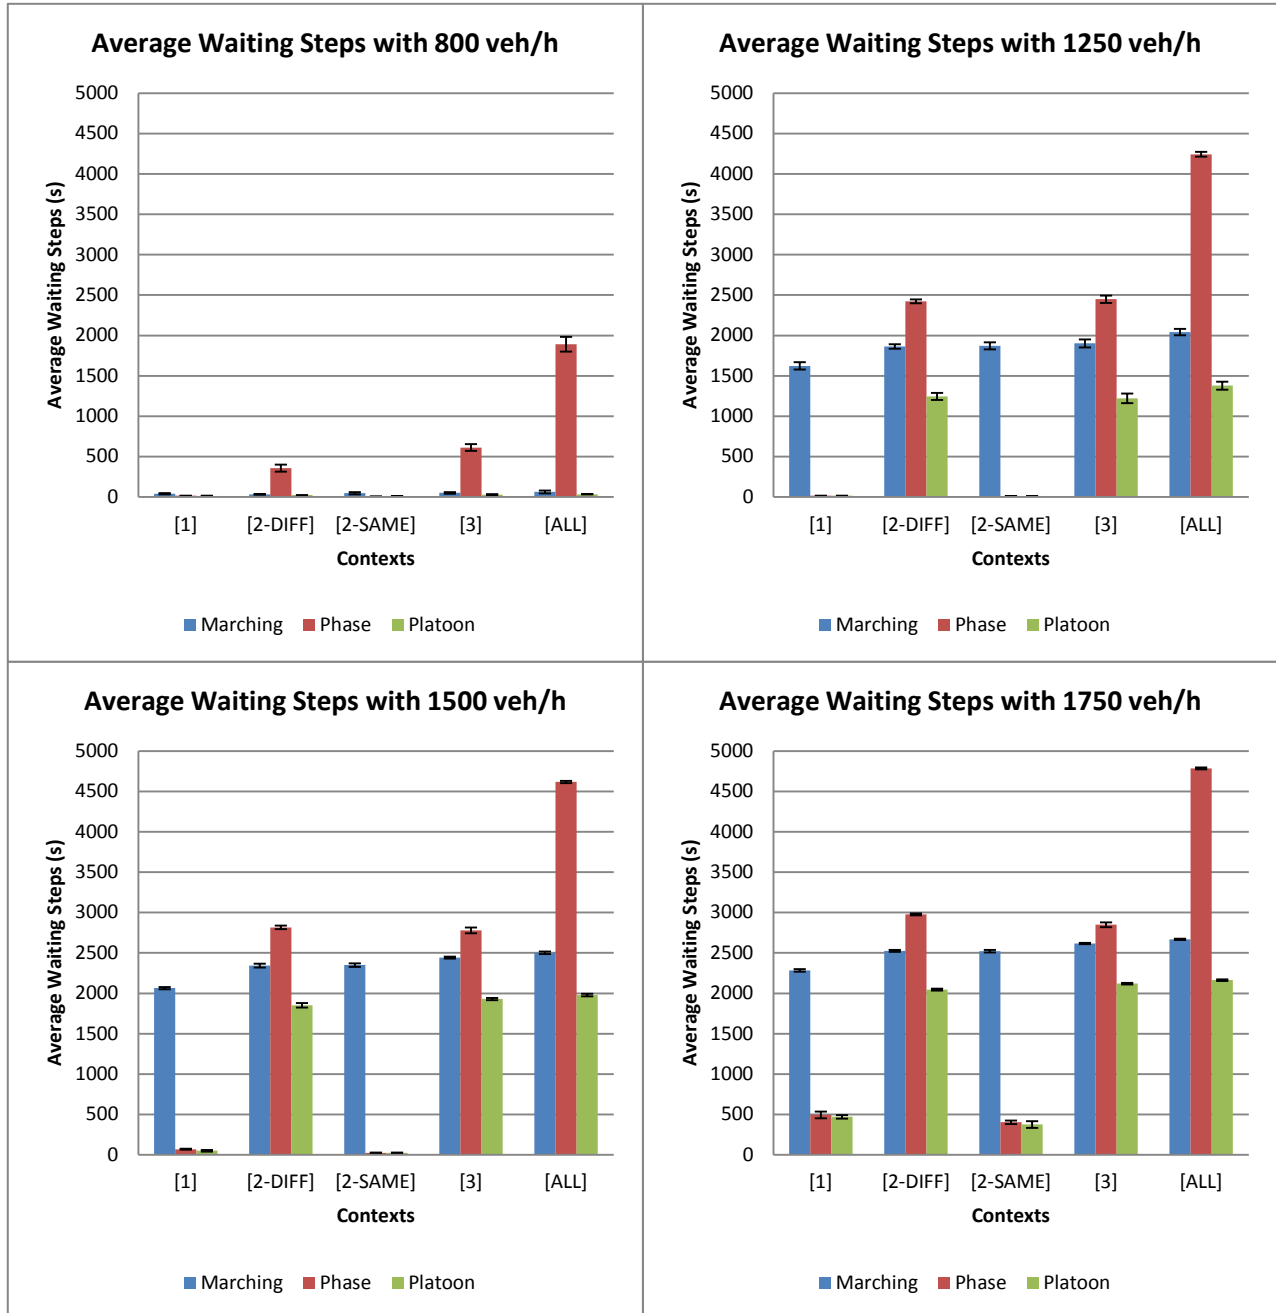 Average Waiting Steps with 800 veh/h
Average Waiting Steps (s)
5000
4500
4000
3500
3000
2500
2000
1500
1000
500
0
[1] [2-DIFF] [2-SAME] [3] [ALL]
Contexts
Marching Phase Platoon
Average Waiting Steps with 1250 veh/h
Average Waiting Steps (s)
5000
4500
4000
3500
3000
2500
2000
1500
1000
500
0
[1] [2-DIFF] [2-SAME] [3] [ALL]
Contexts
Marching Phase Platoon
Average Waiting Steps with 1500 veh/h
Average Waiting Steps (s)
5000
4500
4000
3500
3000
2500
2000
1500
1000
500
0
[1] [2-DIFF] [2-SAME] [3] [ALL]
Contexts
Marching Phase Platoon
Average Waiting Steps with 1750 veh/h
Average Waiting Steps (s)
5000
4500
4000
3500
3000
2500
2000
1500
1000
500
0
[1] [2-DIFF] [2-SAME] [3] [ALL]
Contexts
Marching Phase Platoon